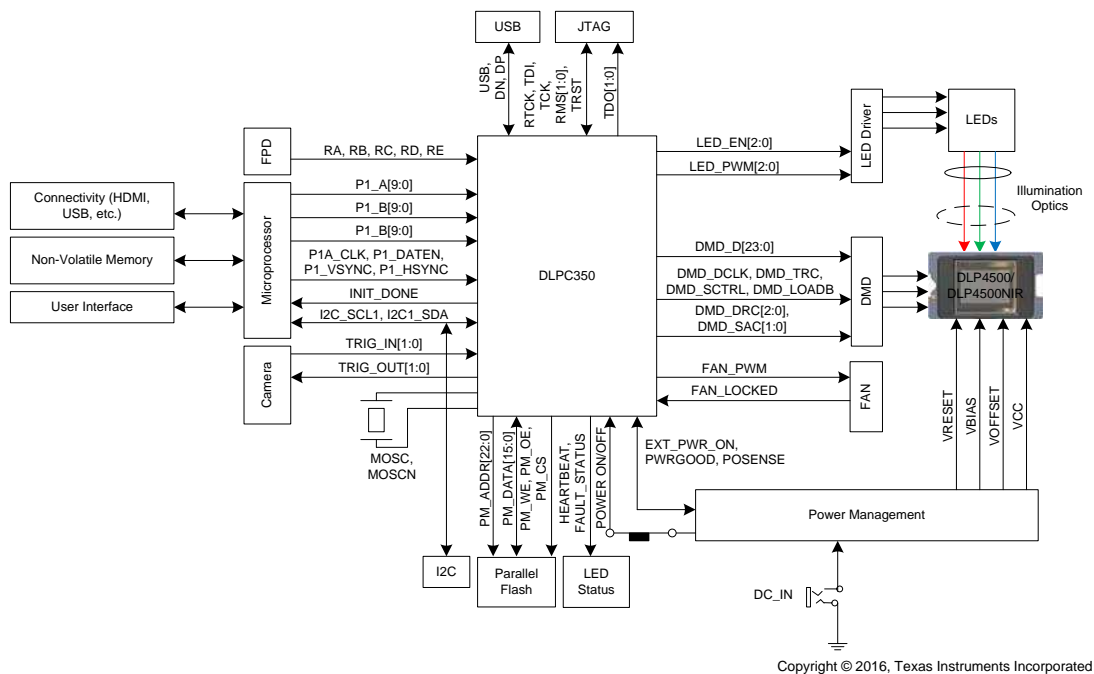 USB
JTAG
USB,
DN, DP
RTCK, TDI,
TCK,
RMS[1:0],
TRST
TDO[1:0]
FPD
RA, RB, RC, RD, RE
LED_EN[2:0]
LED_PWM[2:0]
LED Driver
LEDs
Illumination
Optics
Connectivity (HDMI,
USB, etc.)
Non-Volatile Memory
User Interface
Microprocessor
P1_A[9:0]
P1_B[9:0]
P1_B[9:0]
P1A_CLK, P1_DATEN,
P1_VSYNC, P1_HSYNC
INIT_DONE
I2C_SCL1, I2C1_SDA
DLPC350
DMD_D[23:0]
DMD_DCLK, DMD_TRC,
DMD_SCTRL, DMD_LOADB
DMD_DRC[2:0],
DMD_SAC[1:0]
DMD
DLP4500/
DLP4500NIR
Camera
TRIG_IN[1:0]
TRIG_OUT[1:0]
FAN_PWM
FAN_LOCKED
FAN
VRESET
VBIAS
VOFFSET
VCC
MOSC,
MOSCN
PM_ADDR[22:0]
PM_DATA[15:0]
PM_WE, PM_OE,
PM_CS
HEARTBEAT,
FAULT_STATUS
POWER ON/OFF
EXT_PWR_ON,
PWRGOOD, POSENSE
Power Management
I2C
Parallel
Flash
LED
Status
DC_IN
Copyright © 2016, Texas Instruments Incorporated